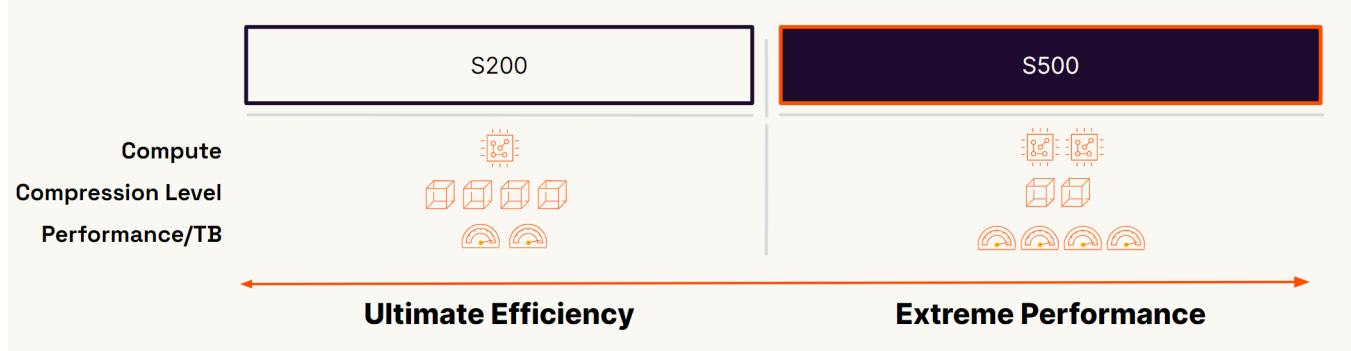 S200
S500
Compute
Compression Level
Performance/TB
Ultimate Efficiency
Extreme Performance